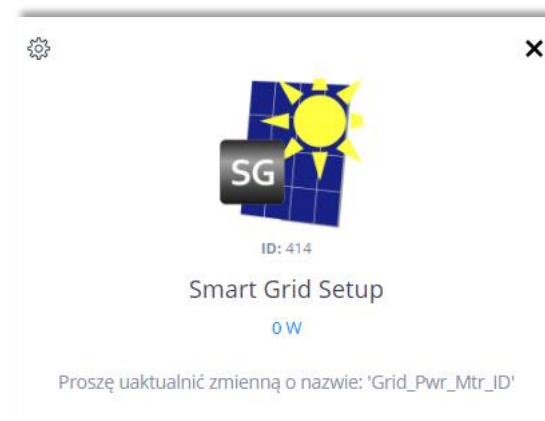 SG
ID: 414
Smart Grid Setup
0 W
Proszę uaktualnić zmienną o nazwie: 'Grid_Pwr_Mtr_ID'